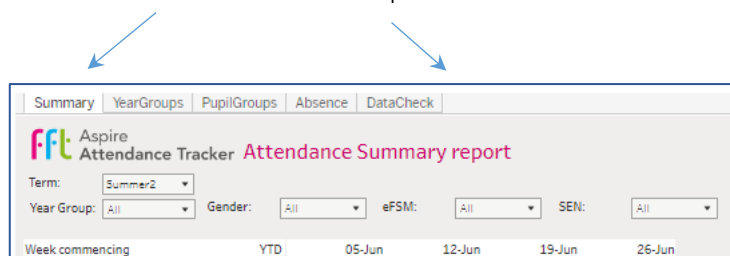 Summary YearGroups PupilGroups Absence DataCheck
fft Aspire
Attendance Tracker Attendance Summary report
Term: Summer2
Year Group: All Gender: All eFSM: All SEN: All
Week commencing YTD 05-Jun 12-Jun 19-Jun 26-Jun